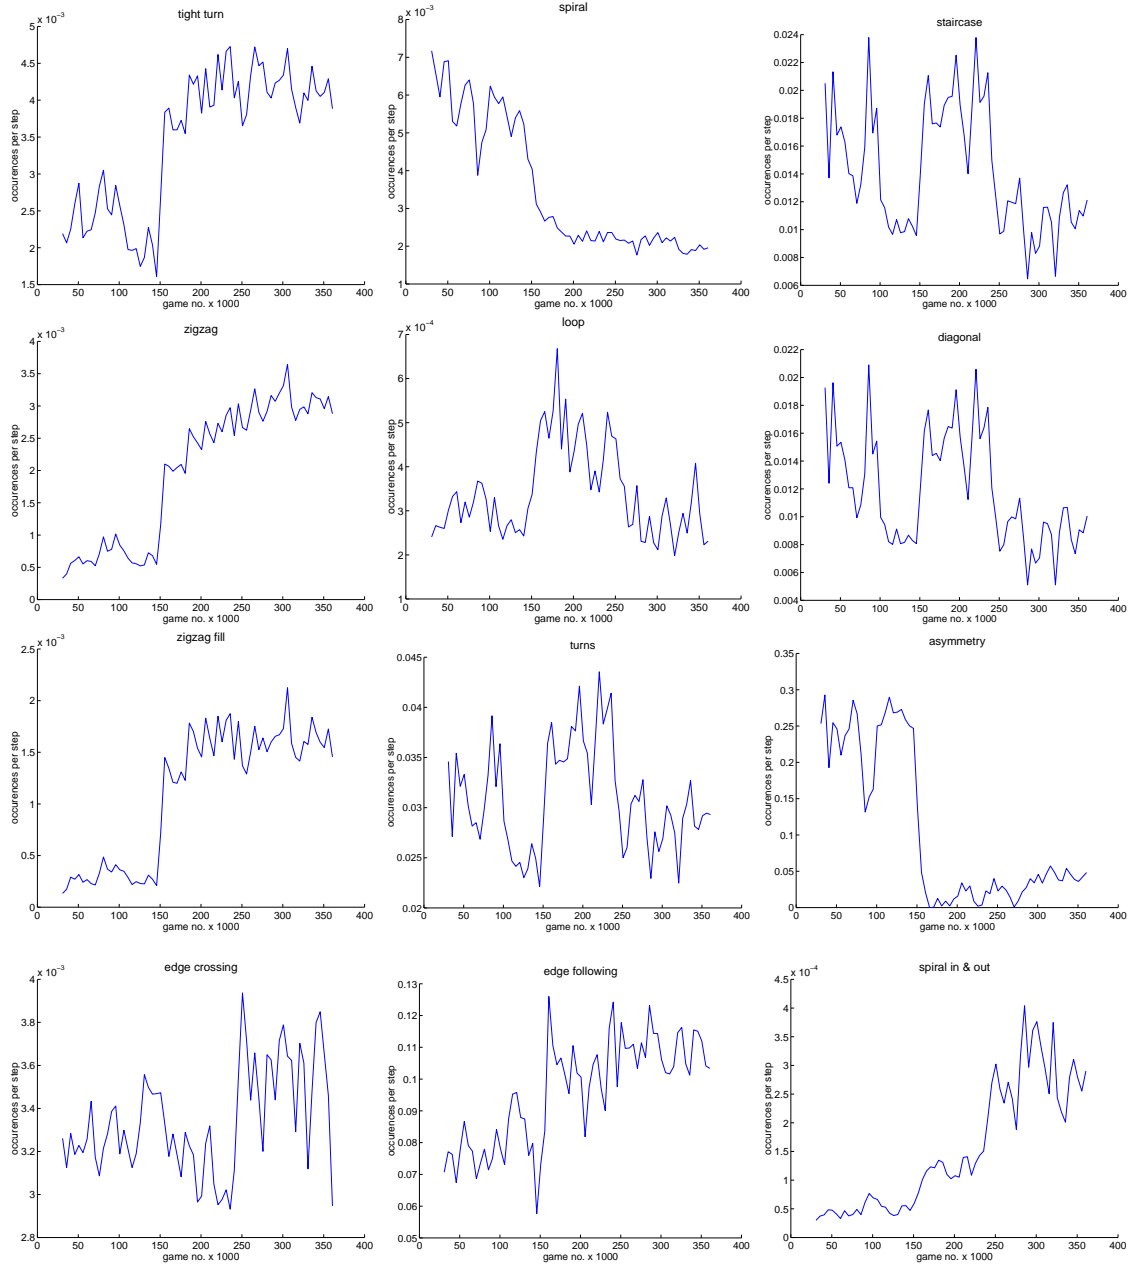 tight turn
x 10⁻³
5
4.5
4
3.5
3
2.5
2
1.5
occurences per step
0 50 100 150 200 250 300 350 400
game no. x 1000
spiral
x 10⁻³
8
7
6
5
4
3
2
1
occurences per step
50 100 150 200 250 300 350 400
game no. x 1000
staircase
0.024
0.022
0.02
0.018
0.016
0.014
0.012
0.01
0.008
0.006
occurences per step
0 50 100 150 200 250 300 350 400
game no. x 1000
zigzag
x 10⁻³
4
3.5
3
2.5
2
1.5
1
0.5
0
occurences per step
0 50 100 150 200 250 300 350 400
game no. x 1000
loop
x 10⁻⁴
7
6
5
4
3
2
1
occurences per step
0 50 100 150 200 250 300 350 400
game no. x 1000
diagonal
0.022
0.02
0.018
0.016
0.014
0.012
0.01
0.008
0.006
0.004
occurences per step
0 50 100 150 200 250 300 350 400
game no. x 1000
zigzag fill
x 10⁻³
2.5
2
1.5
1
0.5
0
occurences per step
0 50 100 150 200 250 300 350 400
game no. x 1000
turns
0.045
0.04
0.035
0.03
0.025
0.02
occurences per step
0 50 100 150 200 250 300 350 400
game no. x 1000
asymmetry
0.35
0.3
0.25
0.2
0.15
0.1
0.05
0
occurences per step
0 50 100 150 200 250 300 350 400
game no. x 1000
edge crossing
x 10⁻³
4
3.8
3.6
3.4
3.2
3
2.8
occurences per step
0 50 100 150 200 250 300 350 400
game no. x 1000
edge following
0.13
0.12
0.11
0.1
0.09
0.08
0.07
0.06
0.05
occurences per step
0 50 100 150 200 250 300 350 400
game no. x 1000
spiral in & out
x 10⁻⁴
4.5
4
3.5
3
2.5
2
1.5
1
0.5
0
occurences per step
0 50 100 150 200 250 300 350 400
game no. x 1000